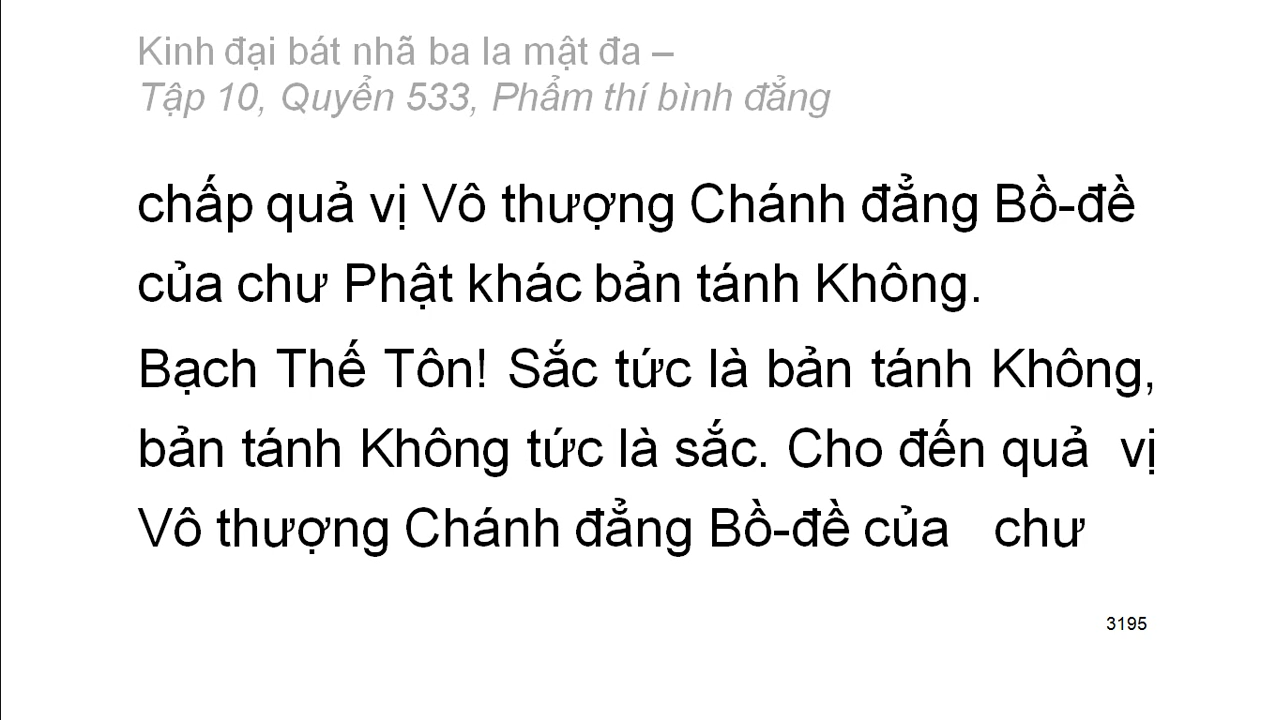 Kinh đại bát nhã ba la mật đa –
Tập 10, Quyển 533, Phẩm thí bình đẳng
chấp quả vị Vô thượng Chánh đẳng Bồ-đề
của chư Phật khác bản tánh Không.
Bạch Thế Tôn! Sắc tức là bản tánh Không,
bản tánh Không tức là sắc. Cho đến quả vị
Vô thượng Chánh đẳng Bồ-đề của chư
3195